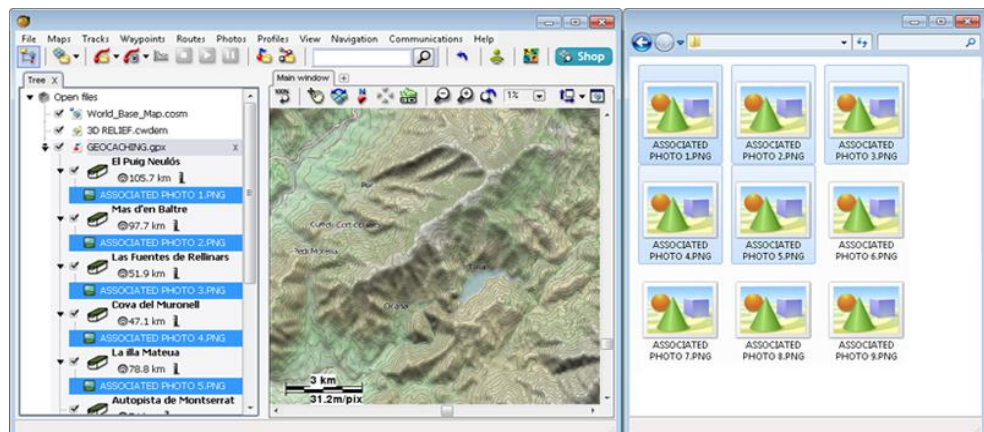 File Maps Tracks Waypoints Routes Photos Profiles View Navigation Communications Help
Shop
Tree X
Open files
World_Base_Map.cosm
3D RELIEF.cwdem
GEOCACHING.gpx x
El Puig Neulós
105.7 km
ASSOCIATED PHOTO 1.PNG
Mas d'en Baltre
97.7 km
ASSOCIATED PHOTO 2.PNG
Las Fuentes de Rellinars
51.9 km
ASSOCIATED PHOTO 3.PNG
Cova del Muronell
47.1 km
ASSOCIATED PHOTO 4.PNG
La illa Mateua
78.8 km
ASSOCIATED PHOTO 5.PNG
Autopista de Montserrat
Main window
100%
1%
Ocaña
3 km
31.2m/pix
ASSOCIATED
PHOTO 1.PNG
ASSOCIATED
PHOTO 2.PNG
ASSOCIATED
PHOTO 3.PNG
ASSOCIATED
PHOTO 4.PNG
ASSOCIATED
PHOTO 5.PNG
ASSOCIATED
PHOTO 6.PNG
ASSOCIATED
PHOTO 7.PNG
ASSOCIATED
PHOTO 8.PNG
ASSOCIATED
PHOTO 9.PNG